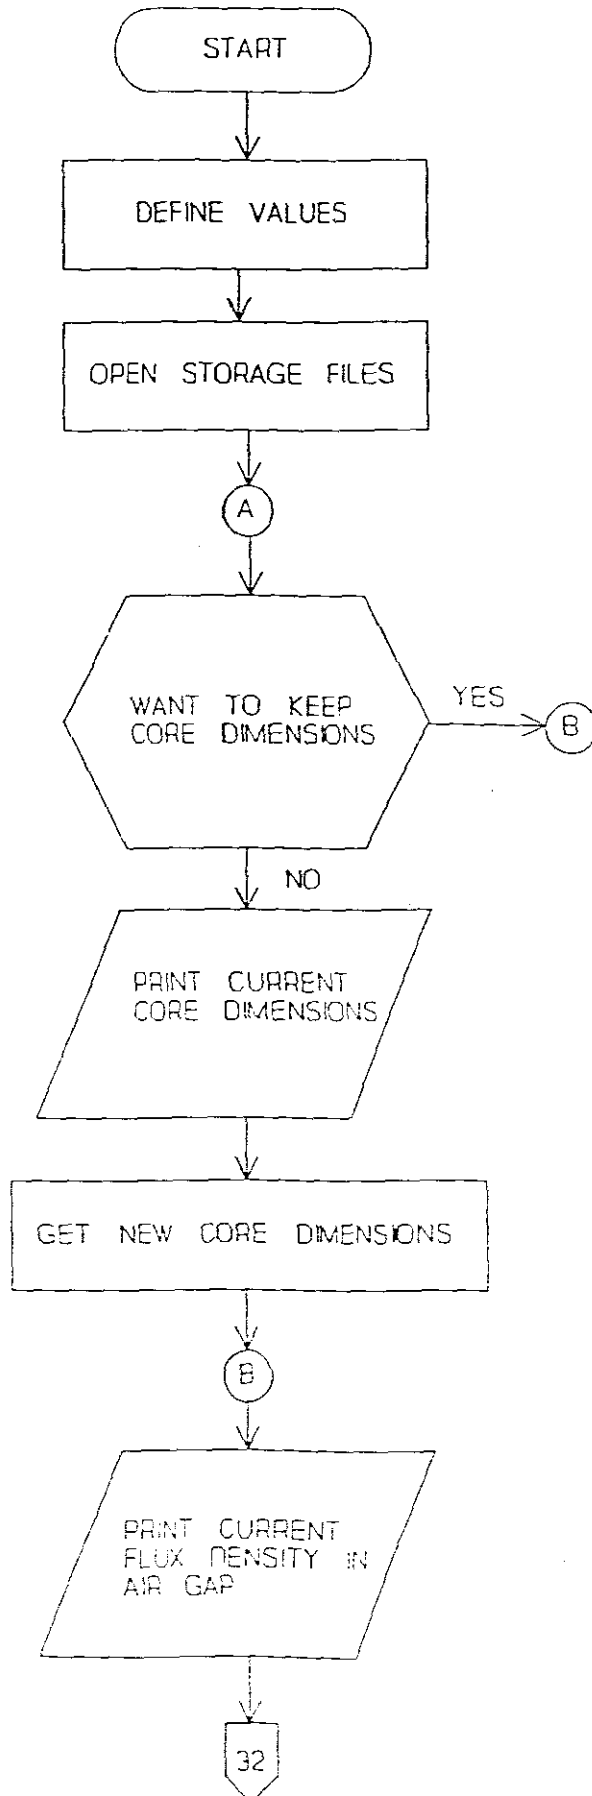 START
DEFINE VALUES
OPEN STORAGE FILES
A
WANT TO KEEP
CORE DIMENSIONS
YES
B
NO
PRINT CURRENT
CORE DIMENSIONS
GET NEW CORE DIMENSIONS
B
PRINT CURRENT
FLUX DENSITY IN
AIR GAP
32